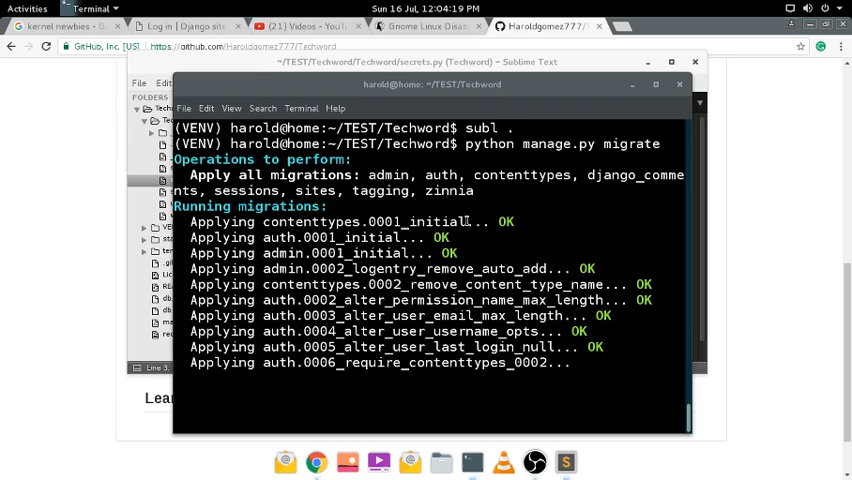 Activities
Terminal
Sun 16 Jul, 12:04:19 PM
kernel newbies
Log in | Django site
(21) Videos - YouTu
Gnome Linux Disab
Haroldgomez777/T
GitHub, Inc. [US]
https://github.com/Haroldgomez777/Techword
~/TEST/Techword/Techword/secrets.py (Techword) - Sublime Text
File Edit
FOLDERS
harold@home: ~/TEST/Techword
File Edit View Search Terminal Help
(VENV) harold@home:~/TEST/Techword$ subl .
(VENV) harold@home:~/TEST/Techword$ python manage.py migrate
Operations to perform:
Apply all migrations: admin, auth, contenttypes, django_comme
nts, sessions, sites, tagging, zinnia
Running migrations:
Applying contenttypes.0001_initial... OK
Applying auth.0001_initial... OK
Applying admin.0001_initial... OK
Applying admin.0002_logentry_remove_auto_add... OK
Applying contenttypes.0002_remove_content_type_name... OK
Applying auth.0002_alter_permission_name_max_length... OK
Applying auth.0003_alter_user_email_max_length... OK
Applying auth.0004_alter_user_username_opts... OK
Applying auth.0005_alter_user_last_login_null... OK
Applying auth.0006_require_contenttypes_0002...
Line 3,
Lear